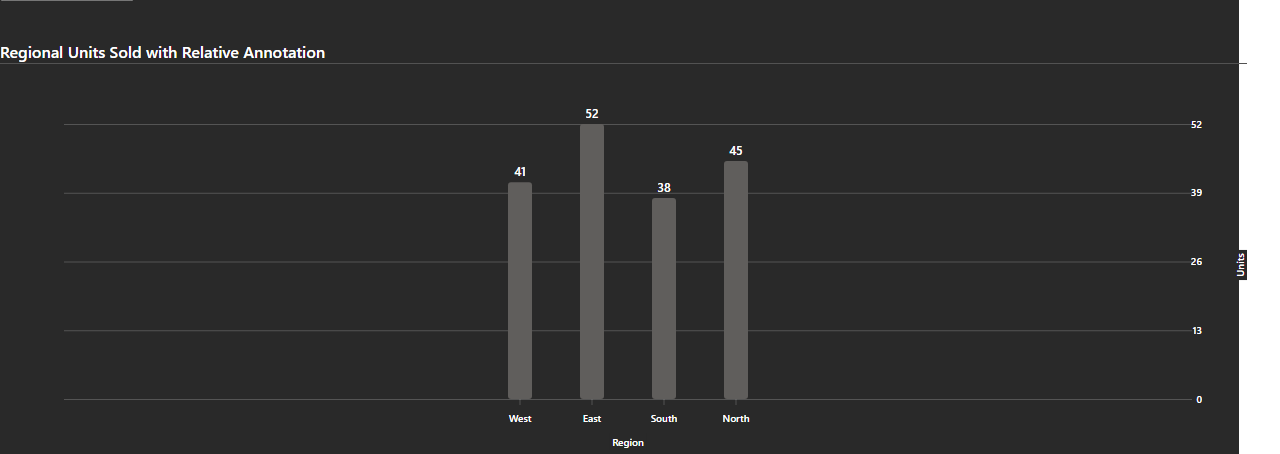 Regional Units Sold with Relative Annotation
52
41
38
45
52
39
26
13
0
Units
West East South North
Region